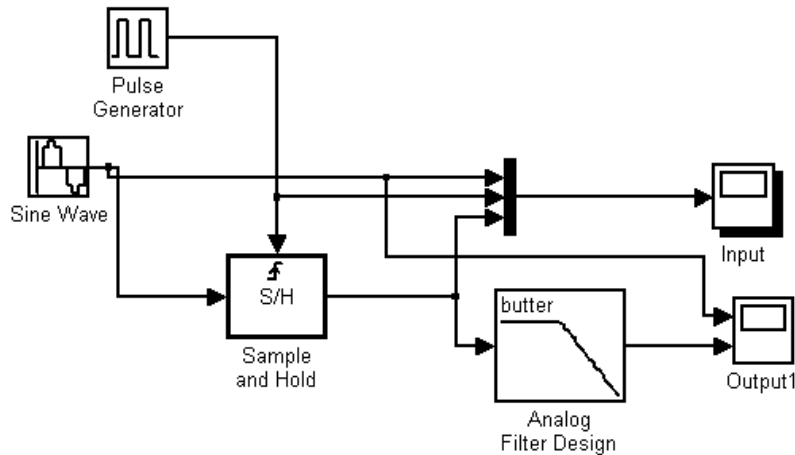 Pulse
Generator
Sine Wave
S/H
Sample
and Hold
Input
butter
Output1
Analog
Filter Design